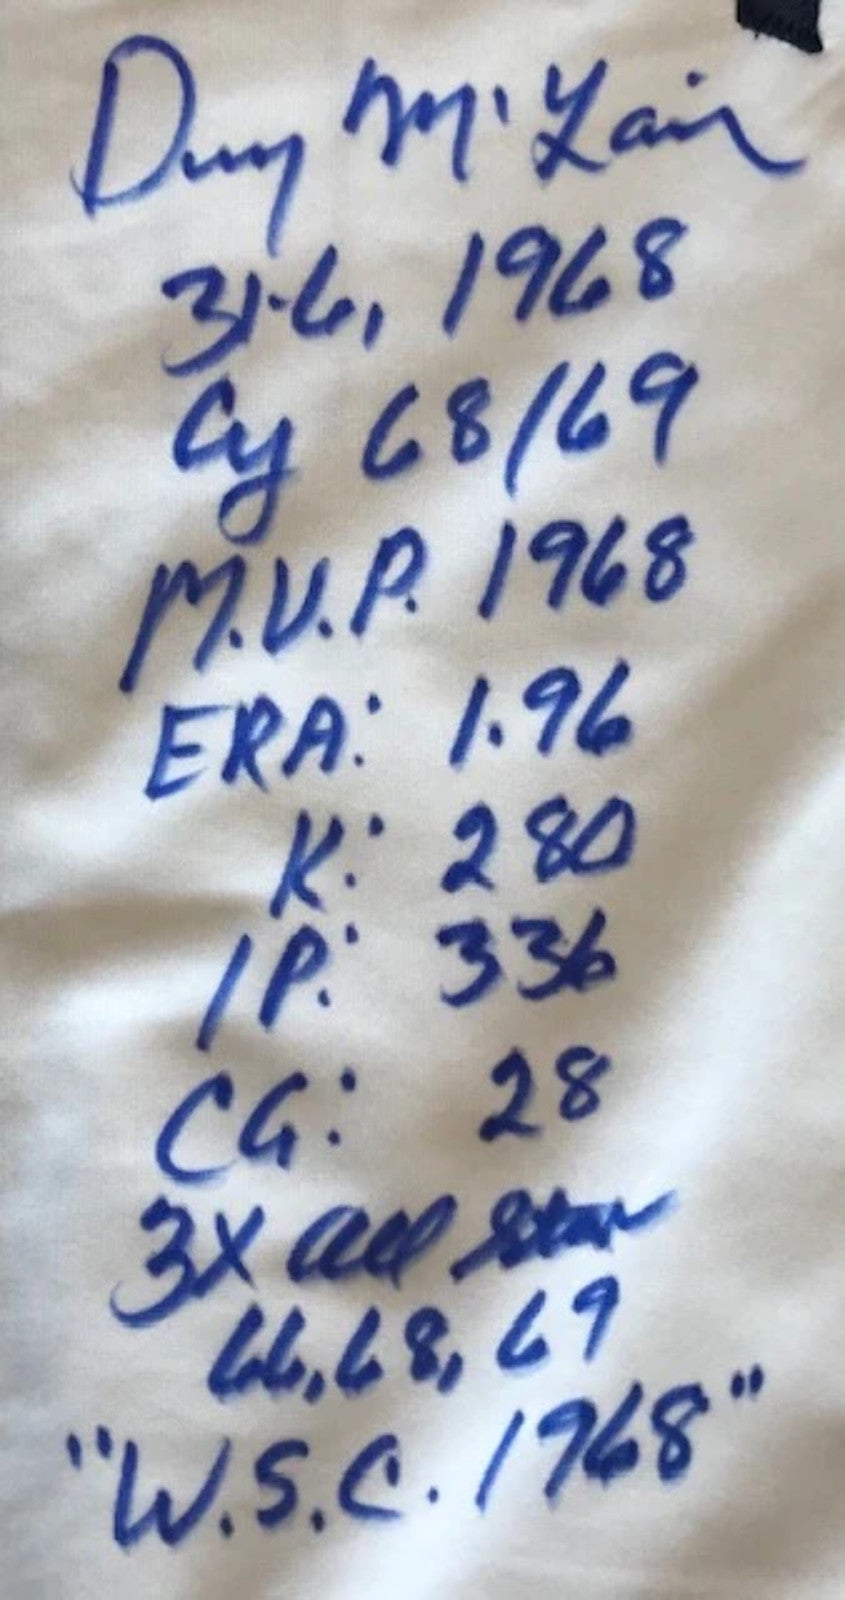 Denny McLain
31-6, 1968
Cy 68/69
M.V.P. 1968
ERA: 1.96
K: 280
IP: 336
CG: 28
3X all star
66, 68, 69
"W.S.C. 1968"